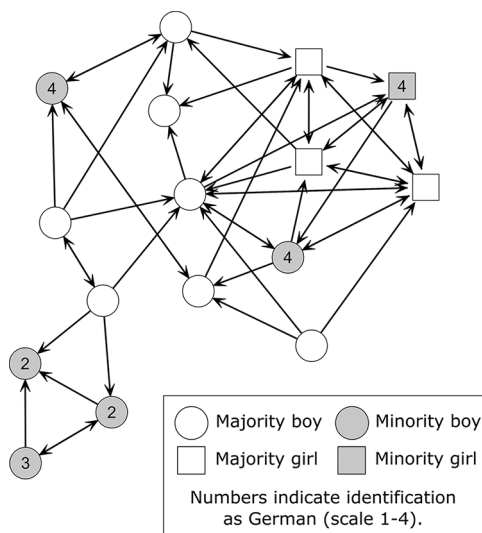 4
4
4
2
2
3
Majority boy
Minority boy
Majority girl
Minority girl
Numbers indicate identification
as German (scale 1-4).